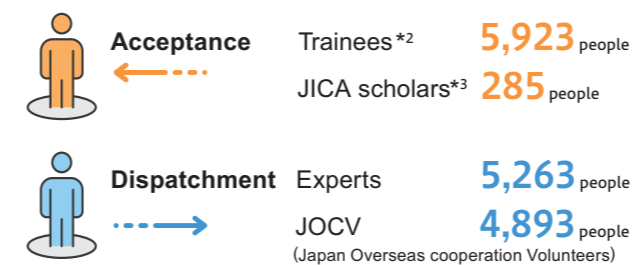 Acceptance Trainees*2 5,923 people
JICA scholars*3 285 people
Dispatchment Experts 5,263 people
JOCV 4,893 people
(Japan Overseas cooperation Volunteers)